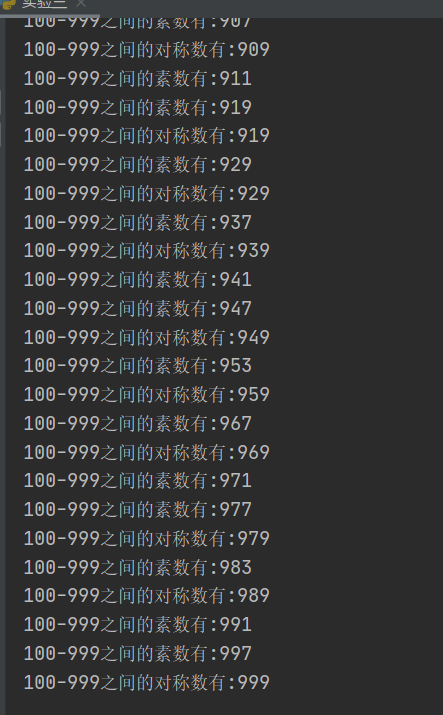 实验三
100-999之间的素数有:907
100-999之间的对称数有:909
100-999之间的素数有:911
100-999之间的素数有:919
100-999之间的对称数有:919
100-999之间的素数有:929
100-999之间的对称数有:929
100-999之间的素数有:937
100-999之间的对称数有:939
100-999之间的素数有:941
100-999之间的素数有:947
100-999之间的对称数有:949
100-999之间的素数有:953
100-999之间的对称数有:959
100-999之间的素数有:967
100-999之间的对称数有:969
100-999之间的素数有:971
100-999之间的素数有:977
100-999之间的对称数有:979
100-999之间的素数有:983
100-999之间的对称数有:989
100-999之间的素数有:991
100-999之间的素数有:997
100-999之间的对称数有:999